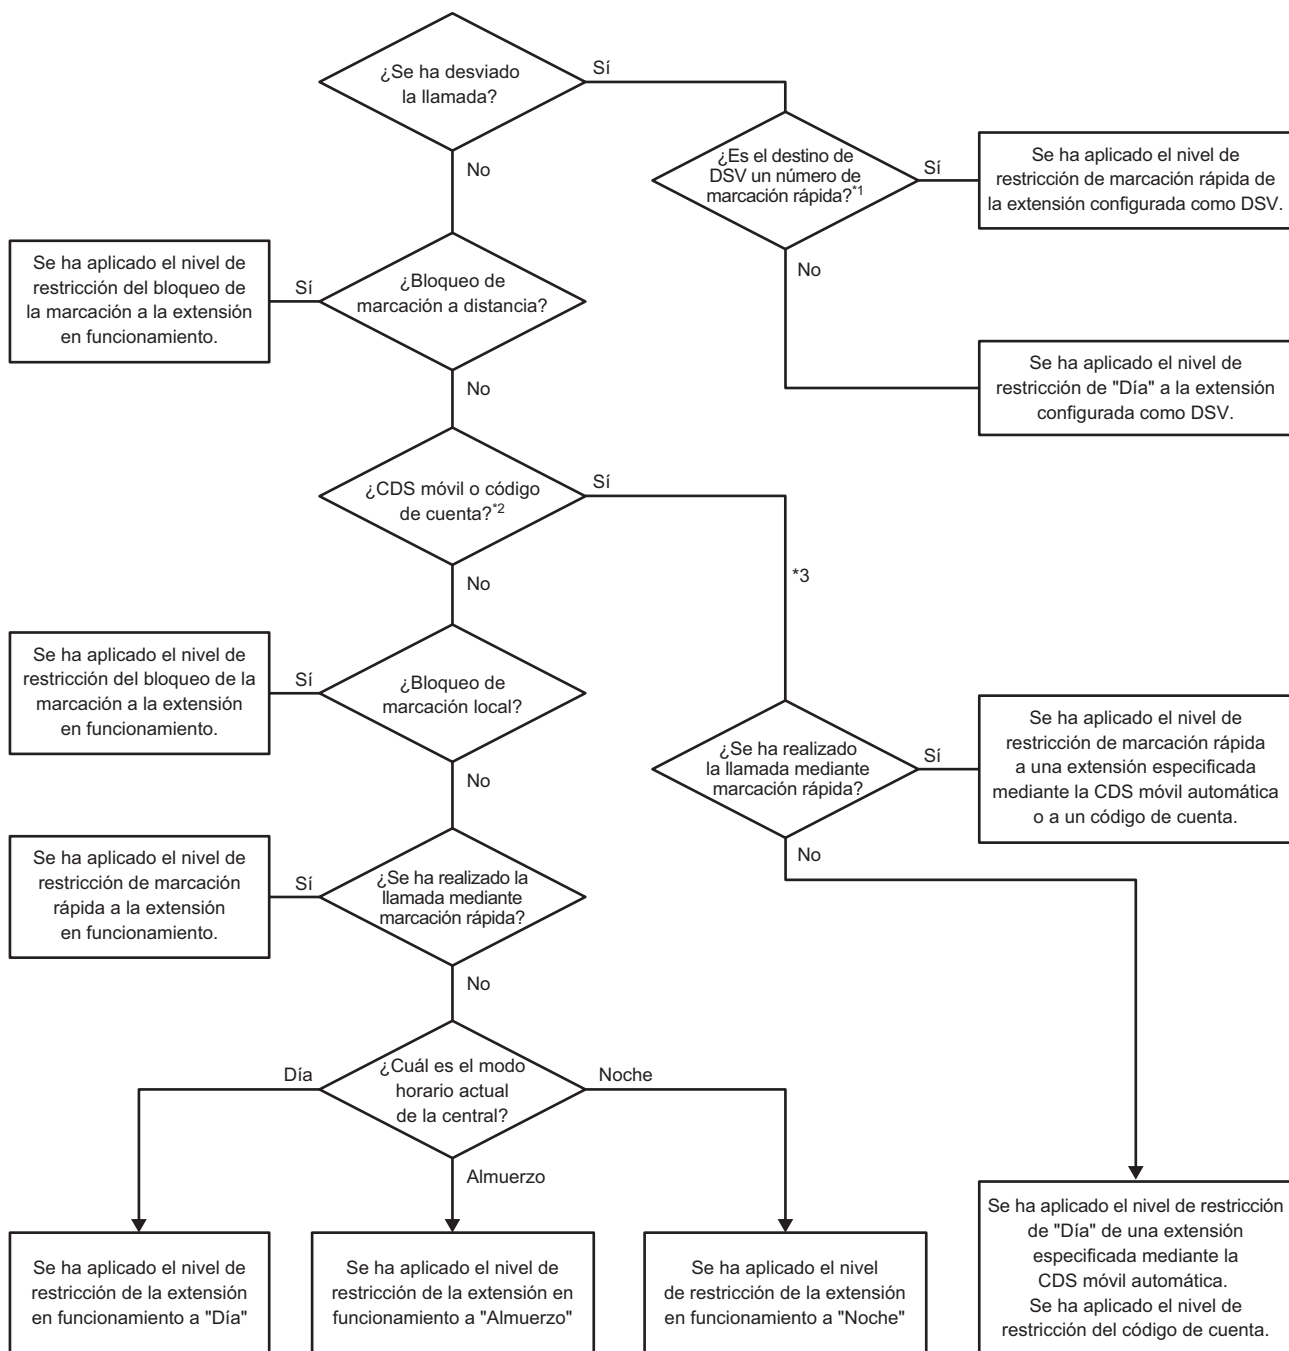 ¿Se ha desviado
la llamada?
Sí
No
¿Es el destino de
DSV un número de
marcación rápida?*1
Sí
Se ha aplicado el nivel de
restricción de marcación rápida de
la extensión configurada como DSV.
No
Se ha aplicado el nivel de
restricción de "Día" a la extensión
configurada como DSV.
¿Bloqueo de
marcación a distancia?
Sí
Se ha aplicado el nivel de
restricción del bloqueo de
la marcación a la extensión
en funcionamiento.
No
¿CDS móvil o código
de cuenta?*2
Sí
*3
No
¿Bloqueo de
marcación local?
Sí
Se ha aplicado el nivel de
restricción del bloqueo de la
marcación a la extensión
en funcionamiento.
No
¿Se ha realizado
la llamada mediante
marcación rápida?
Sí
Se ha aplicado el nivel de
restricción de marcación rápida
a una extensión especificada
mediante la CDS móvil automática
o a un código de cuenta.
No
¿Se ha realizado la
llamada mediante
marcación rápida?
Sí
Se ha aplicado el nivel de
restricción de marcación
rápida a la extensión
en funcionamiento.
No
¿Cuál es el modo
horario actual
de la central?
Día
Noche
Almuerzo
Se ha aplicado el nivel de
restricción de la extensión
en funcionamiento a "Día"
Se ha aplicado el nivel de
restricción de la extensión en
funcionamiento a "Almuerzo"
Se ha aplicado el nivel
de restricción de la extensión
en funcionamiento a "Noche"
Se ha aplicado el nivel de restricción
de "Día" de una extensión
especificada mediante la
CDS móvil automática.
Se ha aplicado el nivel de
restricción del código de cuenta.